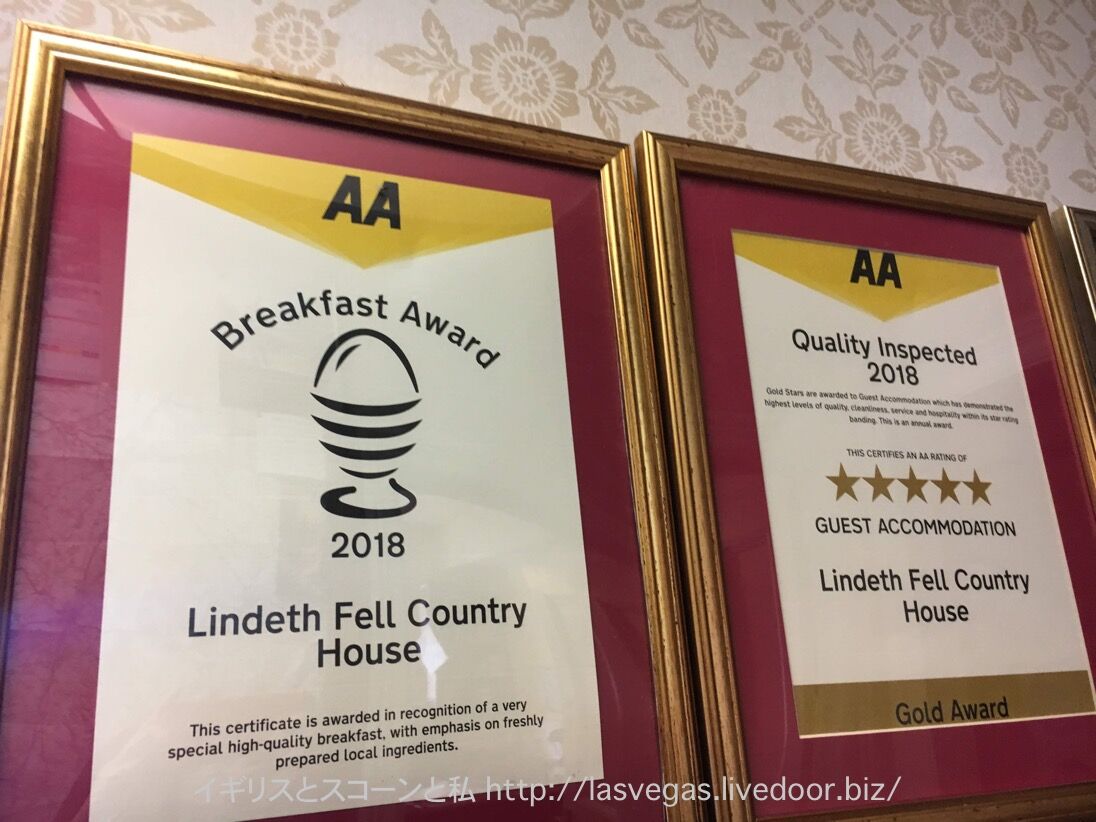 AA
Breakfast Award
2018
Lindeth Fell Country
House
This certificate is awarded in recognition of a very
special high-quality breakfast, with emphasis on freshly
prepared local ingredients.
AA
Quality Inspected
2018
Gold Stars are awarded to Guest Accommodation which has demonstrated the
highest levels of quality, cleanliness, service and hospitality within its star rating
banding. This is an annual award.
THIS CERTIFIES AN AA RATING OF
GUEST ACCOMMODATION
Lindeth Fell Country
House
Gold Award
イギリスとスコーンと私 http://lasvegas.livedoor.biz/